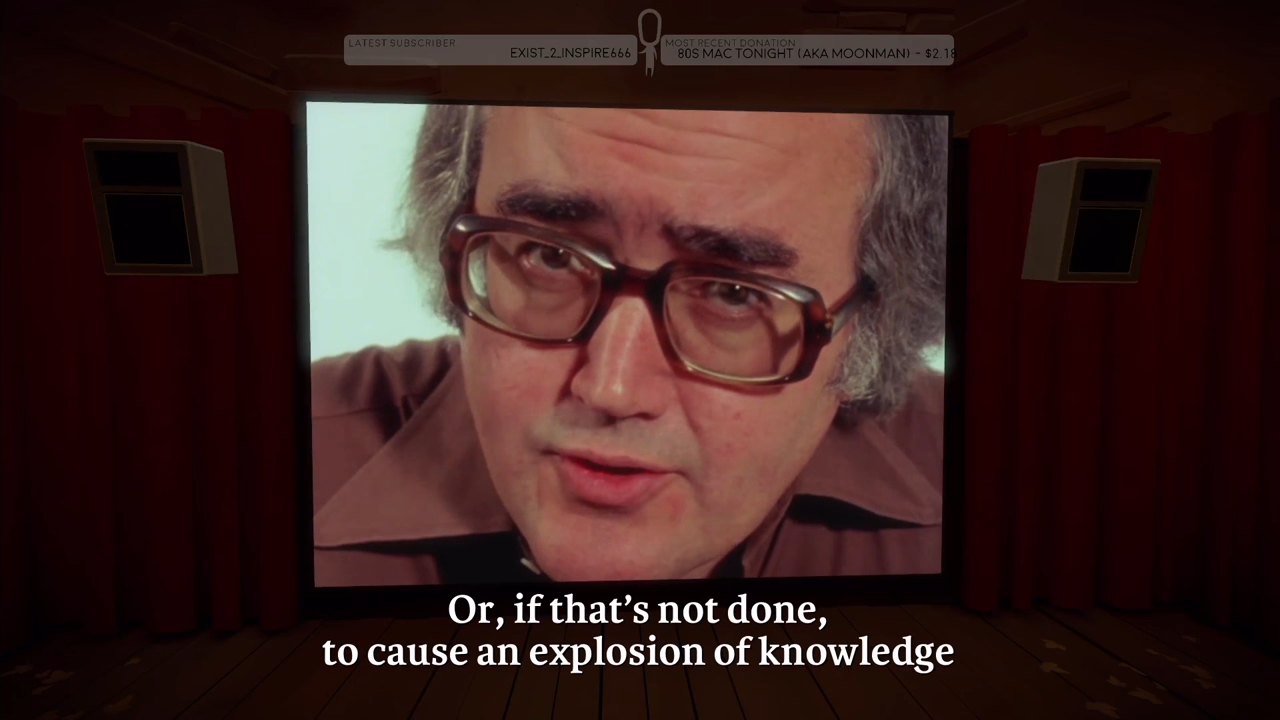 LATEST SUBSCRIBER
EXIST_2_INSPIRE666
MOST RECENT DONATION
80S MAC TONIGHT (AKA MOONMAN) - $2.18
Or, if that's not done,
to cause an explosion of knowledge